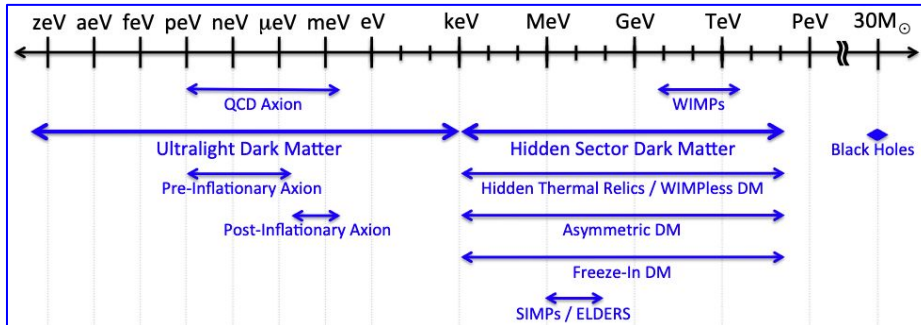 zeV aeV feV peV neV μeV meV eV keV MeV GeV TeV PeV 30M☉
QCD Axion WIMPs
Ultralight Dark Matter Hidden Sector Dark Matter Black Holes
Pre-Inflationary Axion Hidden Thermal Relics / WIMPless DM
Post-Inflationary Axion Asymmetric DM
Freeze-In DM
SIMPs / ELDERS